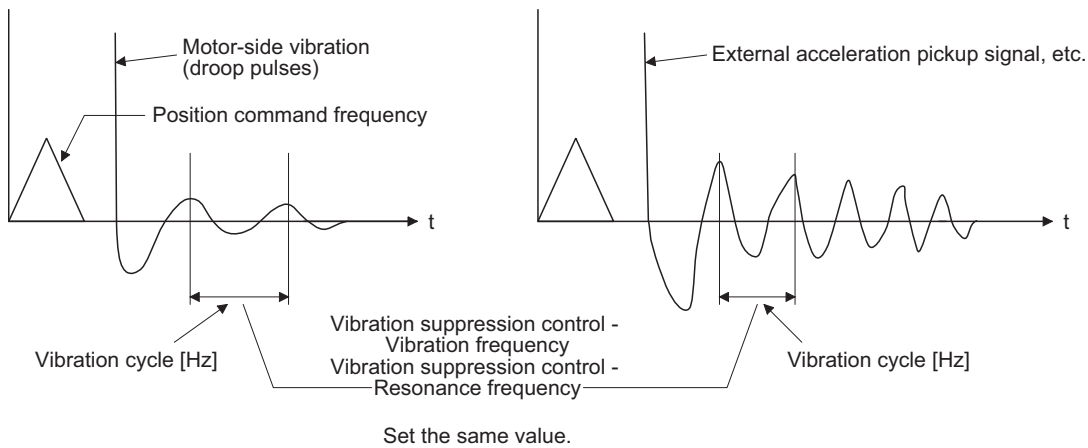 Motor-side vibration
(droop pulses)
Position command frequency
t
Vibration cycle [Hz]
External acceleration pickup signal, etc.
t
Vibration cycle [Hz]
Vibration suppression control -
Vibration frequency
Vibration suppression control -
Resonance frequency
Set the same value.